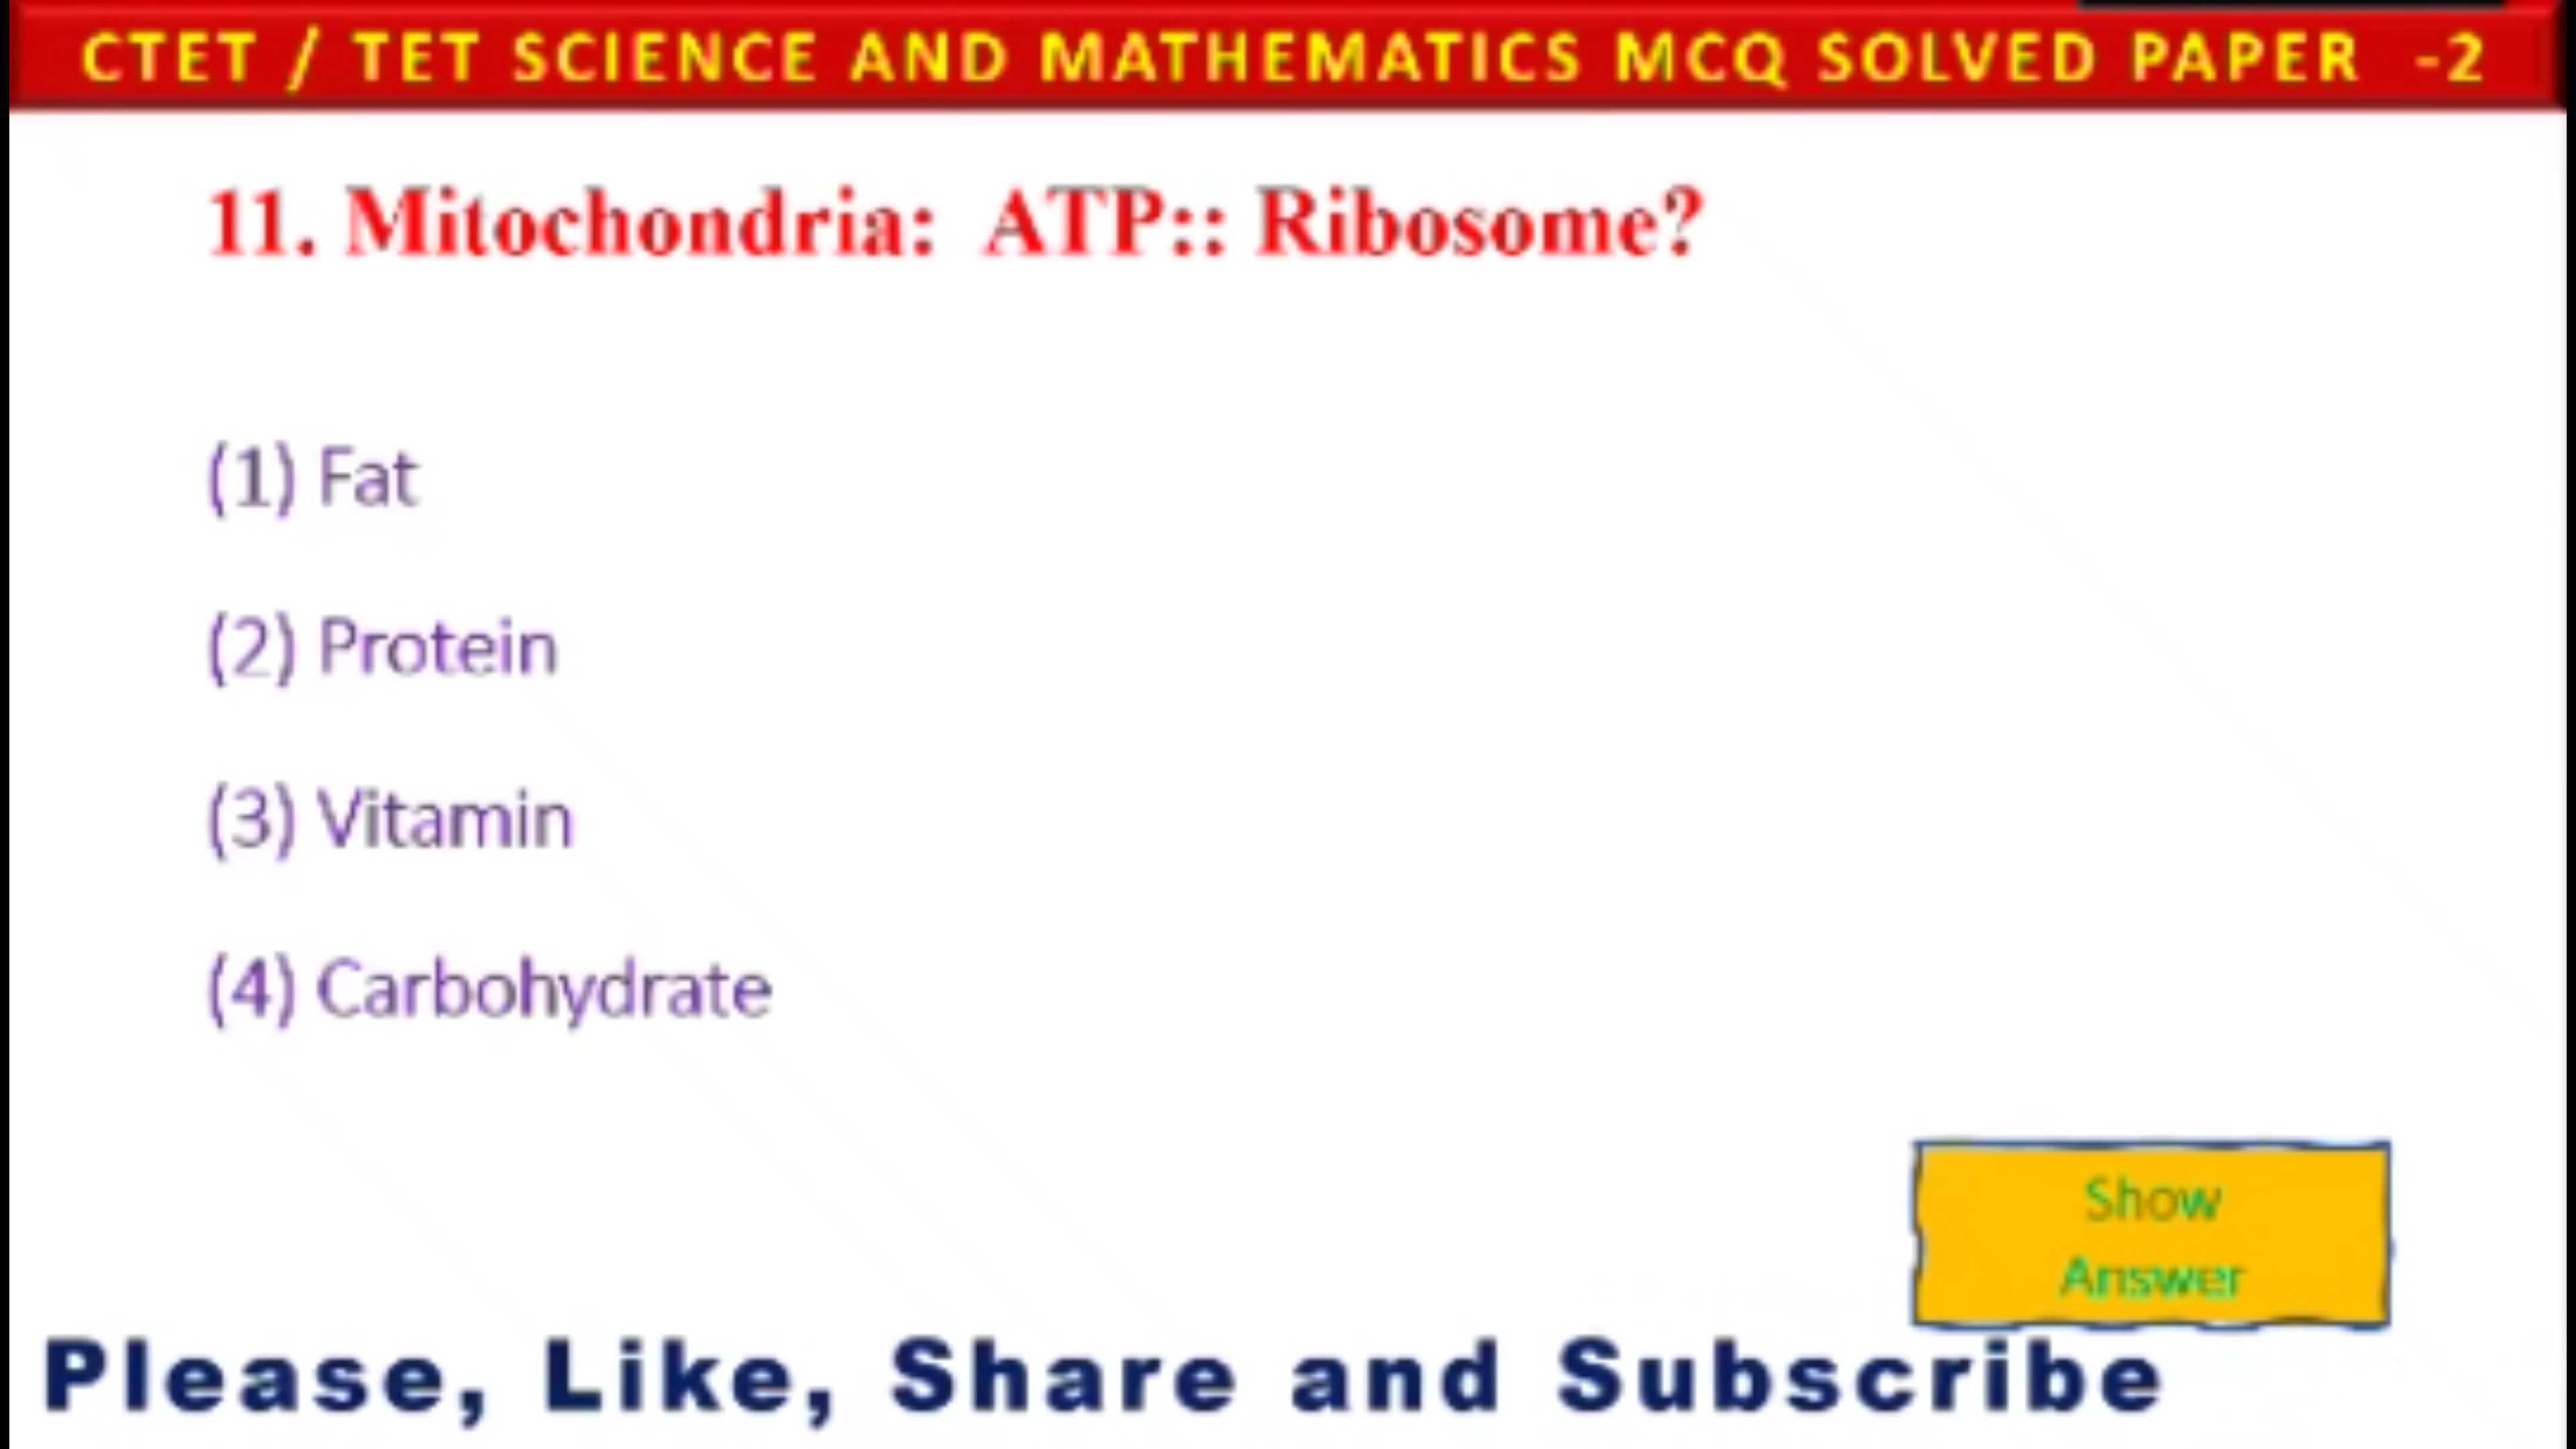 CTET / TET SCIENCE AND MATHEMATICS MCQ SOLVED PAPER -2
11. Mitochondria: ATP:: Ribosome?
(1) Fat
(2) Protein
(3) Vitamin
(4) Carbohydrate
Show
Answer
Please, Like, Share and Subscribe